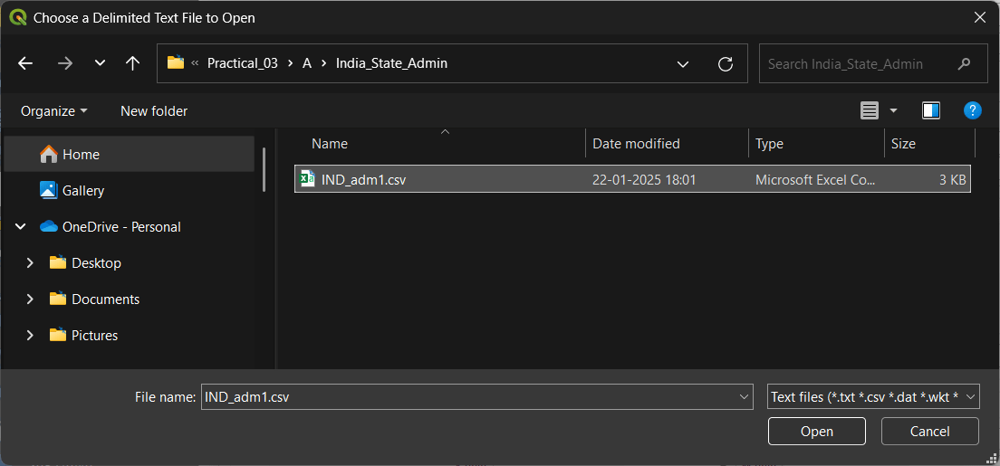 Choose a Delimited Text File to Open
« Practical_03 > A > India_State_Admin
Search India_State_Admin
Organize
New folder
Name Date modified Type Size
Home
IND_adm1.csv 22-01-2025 18:01 Microsoft Excel Co... 3 KB
Gallery
OneDrive - Personal
Desktop
Documents
Pictures
File name: IND_adm1.csv
Text files (*.txt *.csv *.dat *.wkt *
Open Cancel